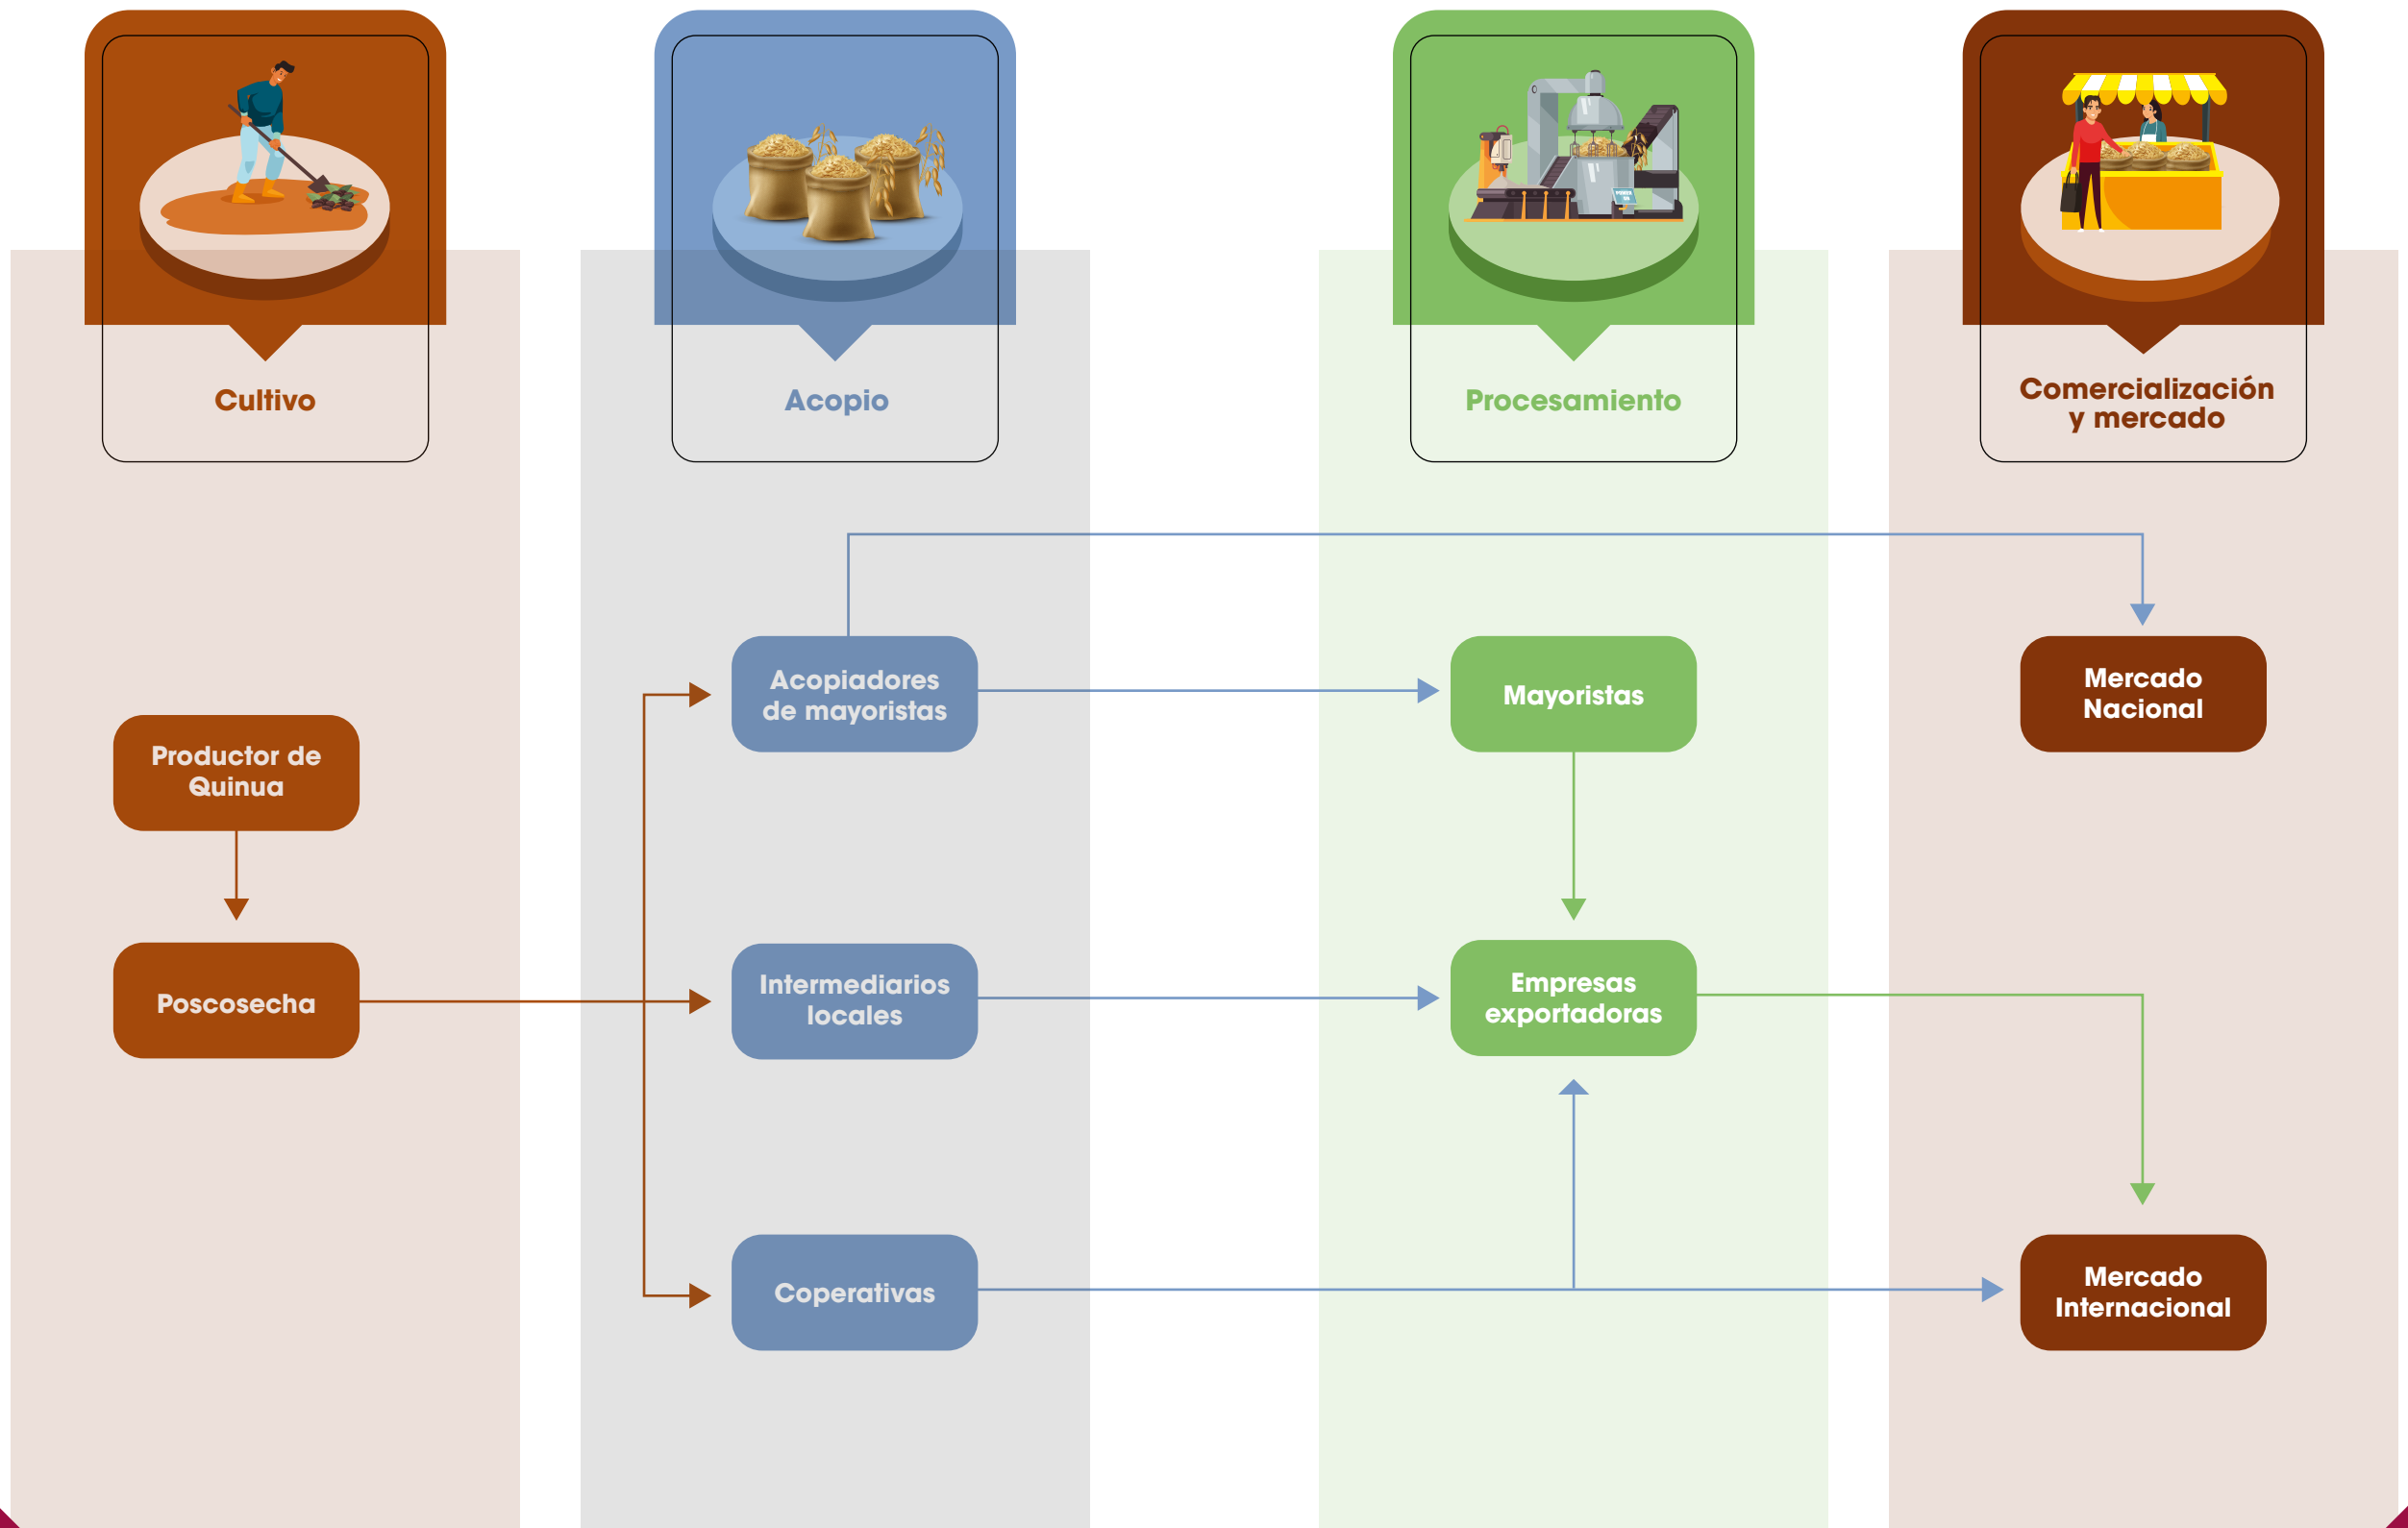 Cultivo
Acopio
Procesamiento
Comercialización
y mercado
Productor de
Quinua
Poscosecha
Acopiadores
de mayoristas
Intermediarios
locales
Coperativas
Mayoristas
Empresas
exportadoras
Mercado
Nacional
Mercado
Internacional